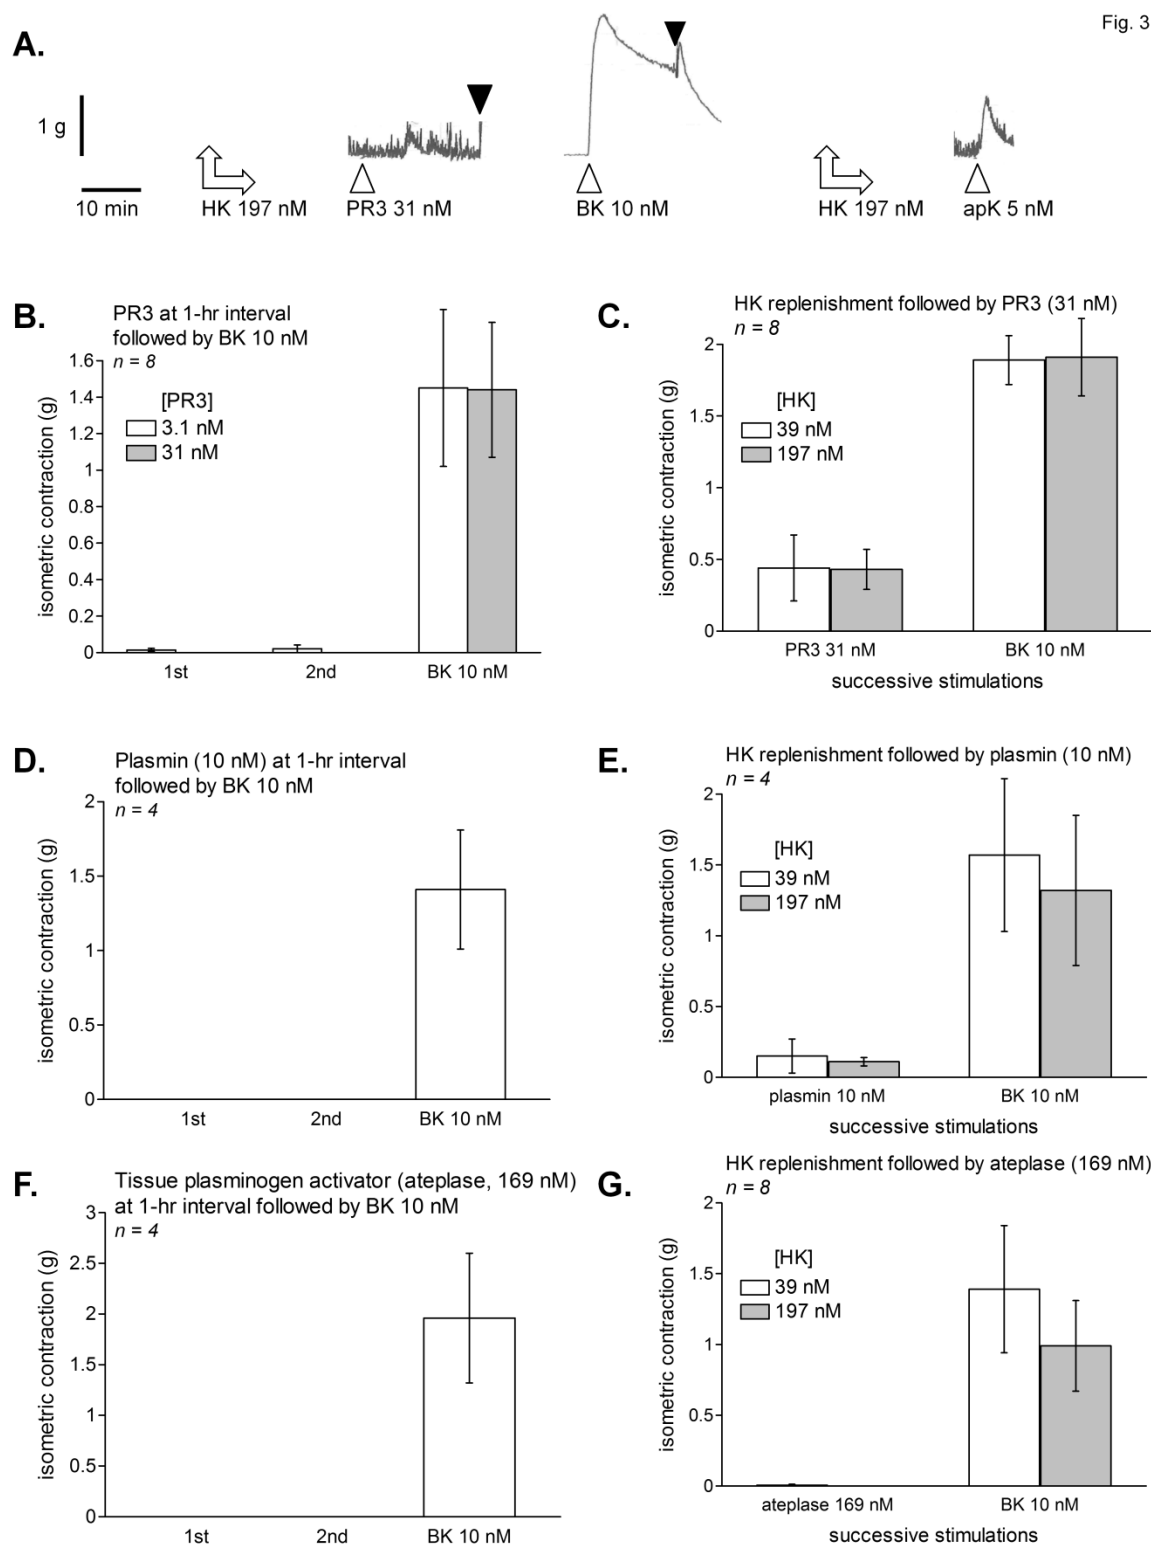 Fig. 3
A.
1 g
10 min
HK 197 nM
PR3 31 nM
BK 10 nM
HK 197 nM
apK 5 nM
B.
PR3 at 1-hr interval
followed by BK 10 nM
n = 8
[PR3]
3.1 nM
31 nM
isometric contraction (g)
1.6
1.4
1.2
1
0.8
0.6
0.4
0.2
0
1st
2nd
BK 10 nM
C.
HK replenishment followed by PR3 (31 nM)
n = 8
[HK]
39 nM
197 nM
isometric contraction (g)
2
1.5
1
0.5
0
PR3 31 nM
BK 10 nM
successive stimulations
D.
Plasmin (10 nM) at 1-hr interval
followed by BK 10 nM
n = 4
isometric contraction (g)
2
1.5
1
0.5
0
1st
2nd
BK 10 nM
E.
HK replenishment followed by plasmin (10 nM)
n = 4
[HK]
39 nM
197 nM
isometric contraction (g)
2
1.5
1
0.5
0
plasmin 10 nM
BK 10 nM
successive stimulations
F.
Tissue plasminogen activator (ateplase, 169 nM)
at 1-hr interval followed by BK 10 nM
n = 4
isometric contraction (g)
3
2.5
2
1.5
1
0.5
0
1st
2nd
BK 10 nM
G.
HK replenishment followed by ateplase (169 nM)
n = 8
[HK]
39 nM
197 nM
isometric contraction (g)
2
1.5
1
0.5
0
ateplase 169 nM
BK 10 nM
successive stimulations